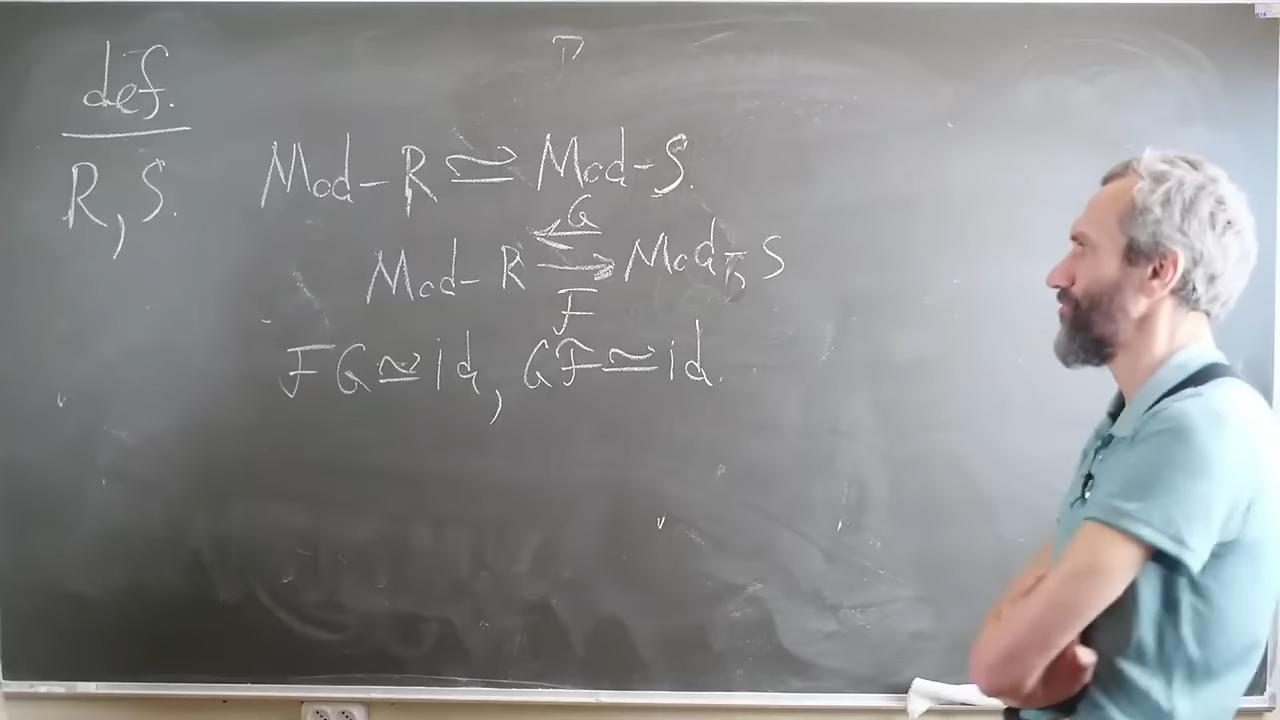 def.
R, S. Mod-R ≃ Mod-S.
G
Mod-R → Mod-S
F
FG ≃ id, GF ≃ id.